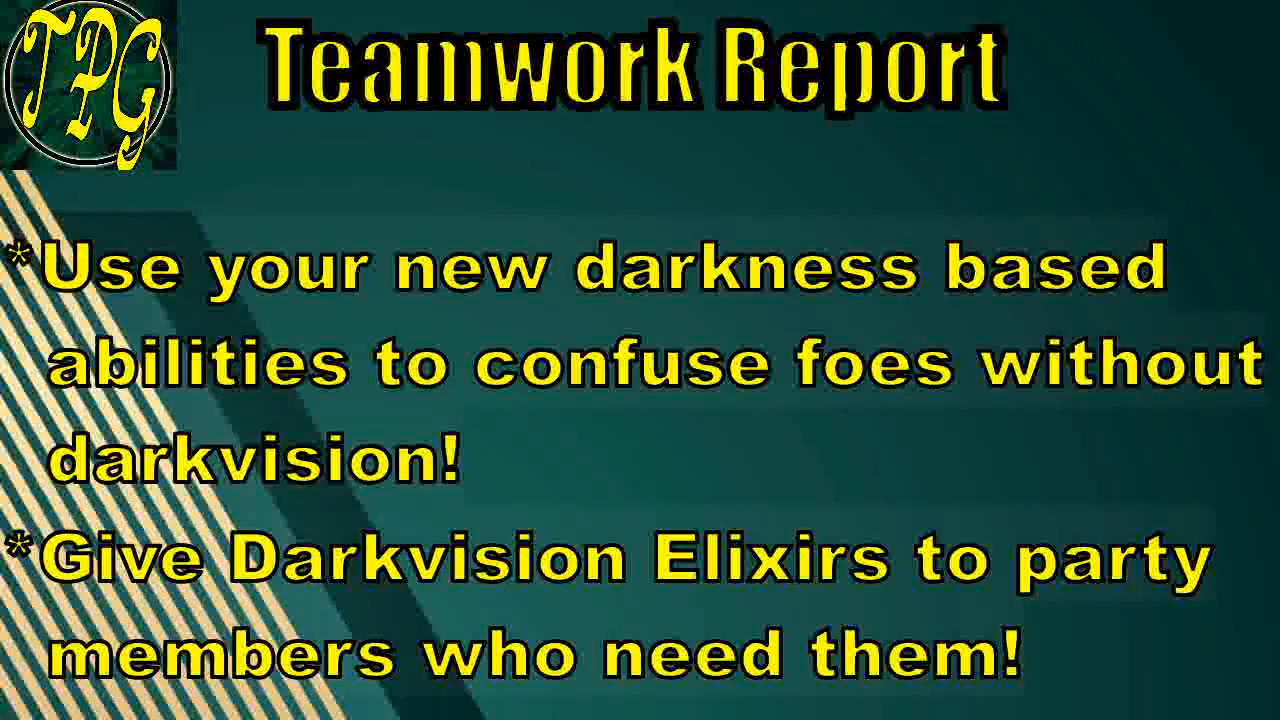 TPG
Teamwork Report
*Use your new darkness based
abilities to confuse foes without
darkvision!
*Give Darkvision Elixirs to party
members who need them!